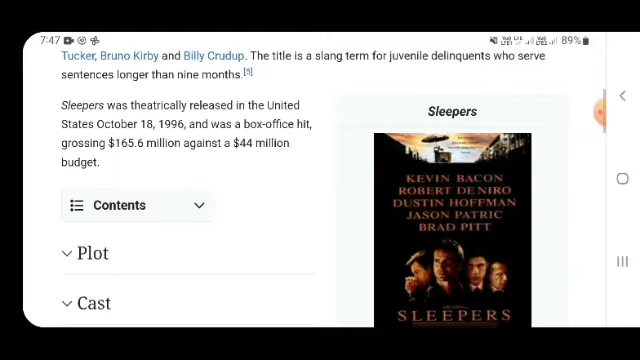 7:47
89%
Tucker, Bruno Kirby and Billy Crudup. The title is a slang term for juvenile delinquents who serve
sentences longer than nine months.[5]
Sleepers was theatrically released in the United
States October 18, 1996, and was a box-office hit,
grossing $165.6 million against a $44 million
budget.
Contents
Plot
Cast
Sleepers
KEVIN BACON
ROBERT DE NIRO
DUSTIN HOFFMAN
JASON PATRIC
BRAD PITT
SLEEPERS